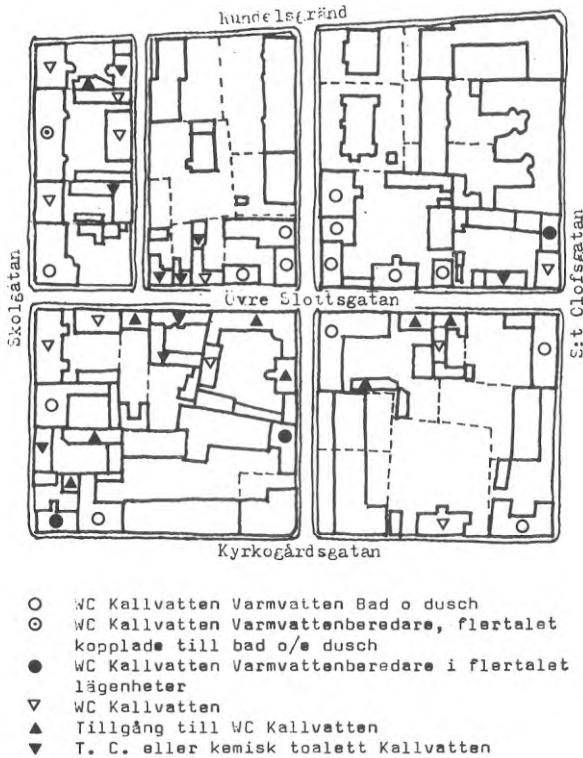 hundelsgränd
Skolgatan
Övre Slottsgatan
S:t Olofsgatan
Kyrkogårdsgatan
WC Kallvatten Varmvatten Bad o dusch
WC Kallvatten Varmvattenberedare, flertalet
kopplade till bad o/e dusch
WC Kallvatten Varmvattenberedare i flertalet
lägenheter
WC Kallvatten
Tillgång till WC Kallvatten
T. C. eller kemisk toalett Kallvatten